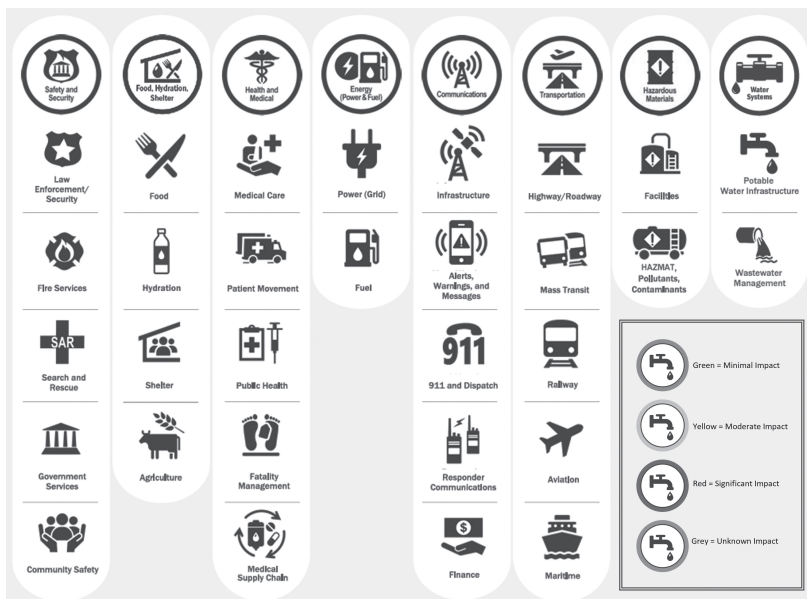 Safety and
Security
Law
Enforcement/
Security
Fire Services
SAR
Search and
Rescue
Government
Services
Community Safety
Food, Hydration,
Shelter
Food
Hydration
Shelter
Agriculture
Health and
Medical
Medical Care
Patient Movement
Public Health
Fatality
Management
Medical
Supply Chain
Energy
(Power & Fuel)
Power (Grid)
Fuel
Communications
Infrastructure
Alerts,
Warnings, and
Messages
911
911 and Dispatch
Responder
Communications
$
Finance
Transportation
Highway/Roadway
Mass Transit
Railway
Aviation
Maritime
Hazardous
Materials
Facilities
HAZMAT,
Pollutants,
Contaminants
Water
Systems
Potable
Water Infrastructure
Wastewater
Management
Green = Minimal Impact
Yellow = Moderate Impact
Red = Significant Impact
Grey = Unknown Impact